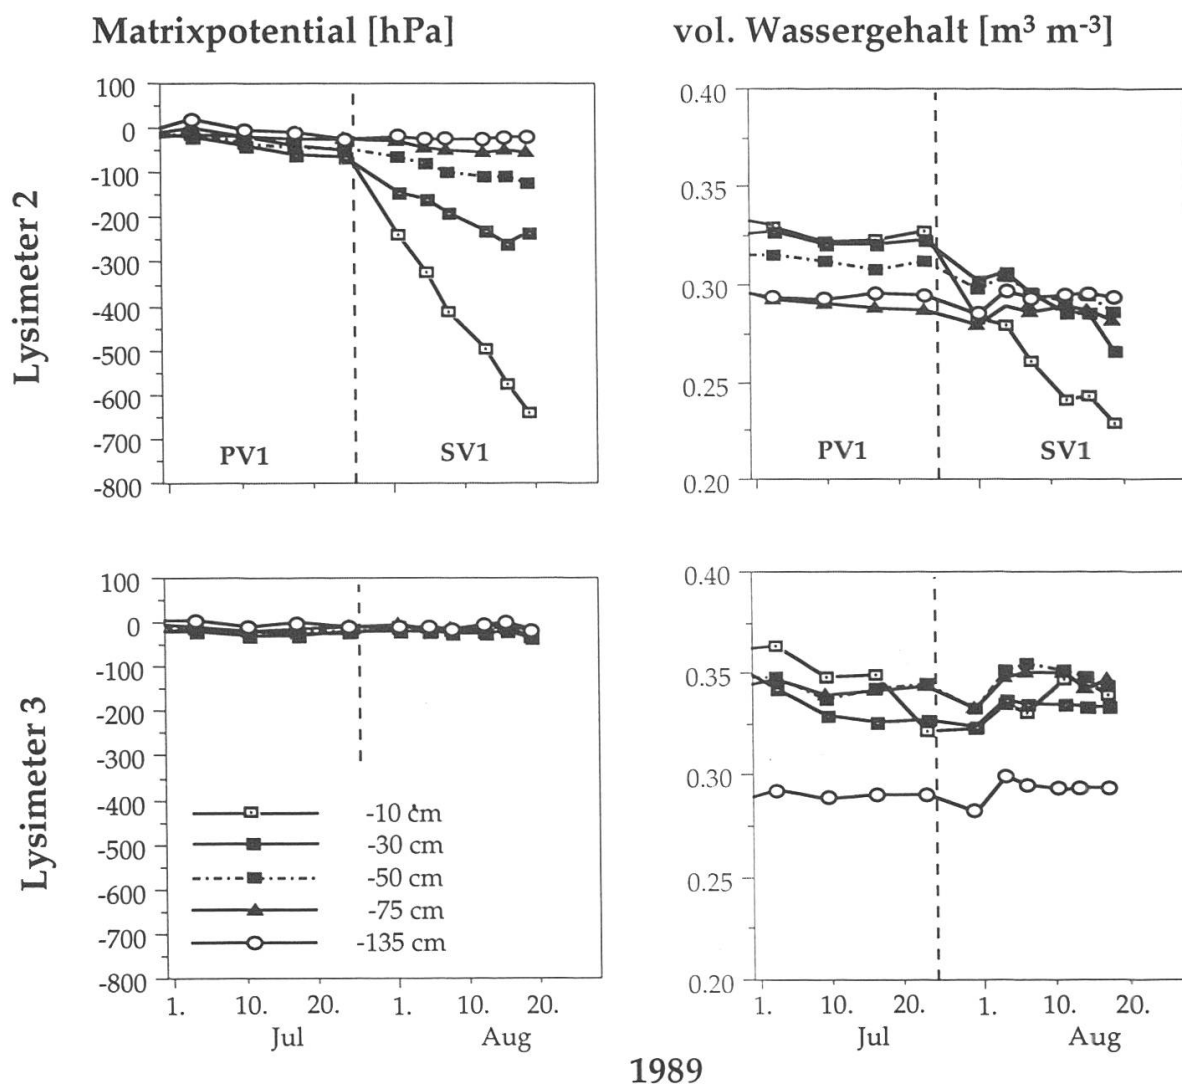 Matrixpotential [hPa]
vol. Wassergehalt [m³ m⁻³]
Lysimeter 2
100
0
-100
-200
-300
-400
-500
-600
-700
-800
PV1
SV1
0.40
0.35
0.30
0.25
0.20
PV1
SV1
Lysimeter 3
100
0
-100
-200
-300
-400
-500
-600
-700
-800
-10 cm
-30 cm
-50 cm
-75 cm
-135 cm
0.40
0.35
0.30
0.25
0.20
1. 10. 20. 1. 10. 20.
Jul Aug
1. 10. 20. 1. 10. 20.
Jul Aug
1989